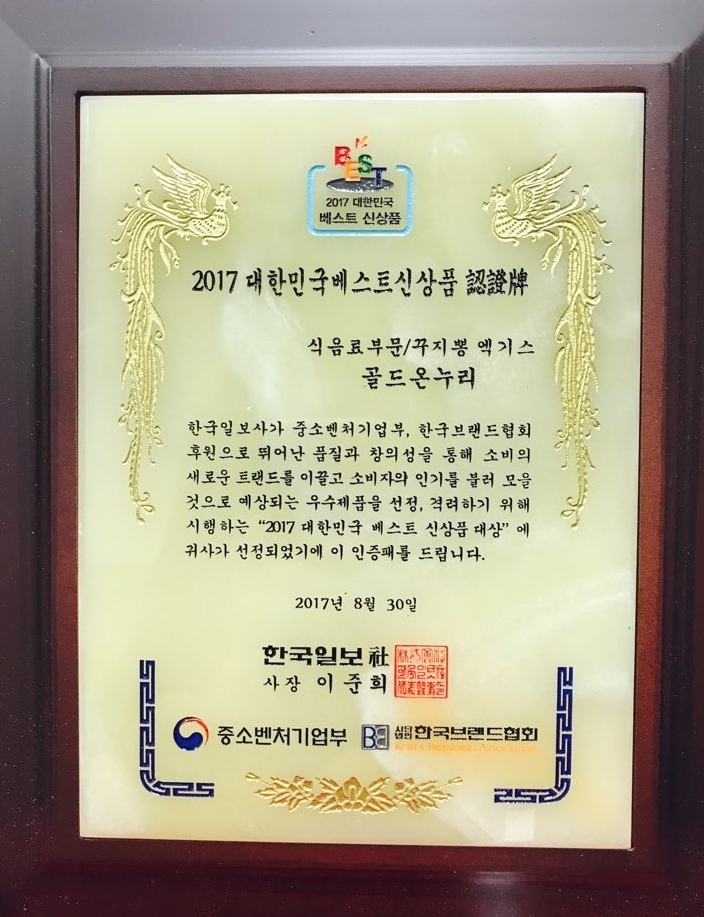 BEST
2017 대한민국
베스트 신상품
2017 대한민국베스트신상품 認證牌
식음료부문/꾸지뽕 엑기스
골드온누리
한국일보사가 중소벤처기업부, 한국브랜드협회
후원으로 뛰어난 품질과 창의성을 통해 소비의
새로운 트랜드를 이끌고 소비자의 인기를 불러 모을
것으로 예상되는 우수제품을 선정, 격려하기 위해
시행하는 “2017 대한민국 베스트 신상품 대상” 에
귀사가 선정되었기에 이 인증패를 드립니다.
2017년 8월 30일
한국일보社
사장 이준희
중소벤처기업부
사단법인 한국브랜드협회
KOREA BRANDING ASSOCIATION